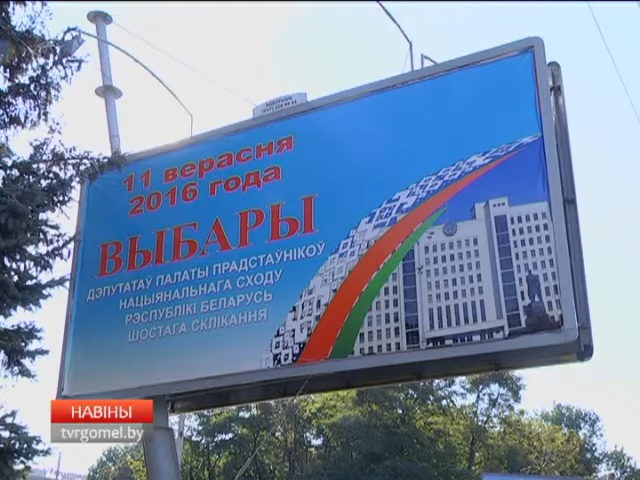 11 верасня
2016 года
ВЫБАРЫ
ДЭПУТАТАЎ ПАЛАТЫ ПРАДСТАЎНІКОЎ
НАЦЫЯНАЛЬНАГА СХОДУ
РЭСПУБЛІКІ БЕЛАРУСЬ
ШОСТАГА СКЛІКАННЯ
НАВІНЫ
tvrgomel.by